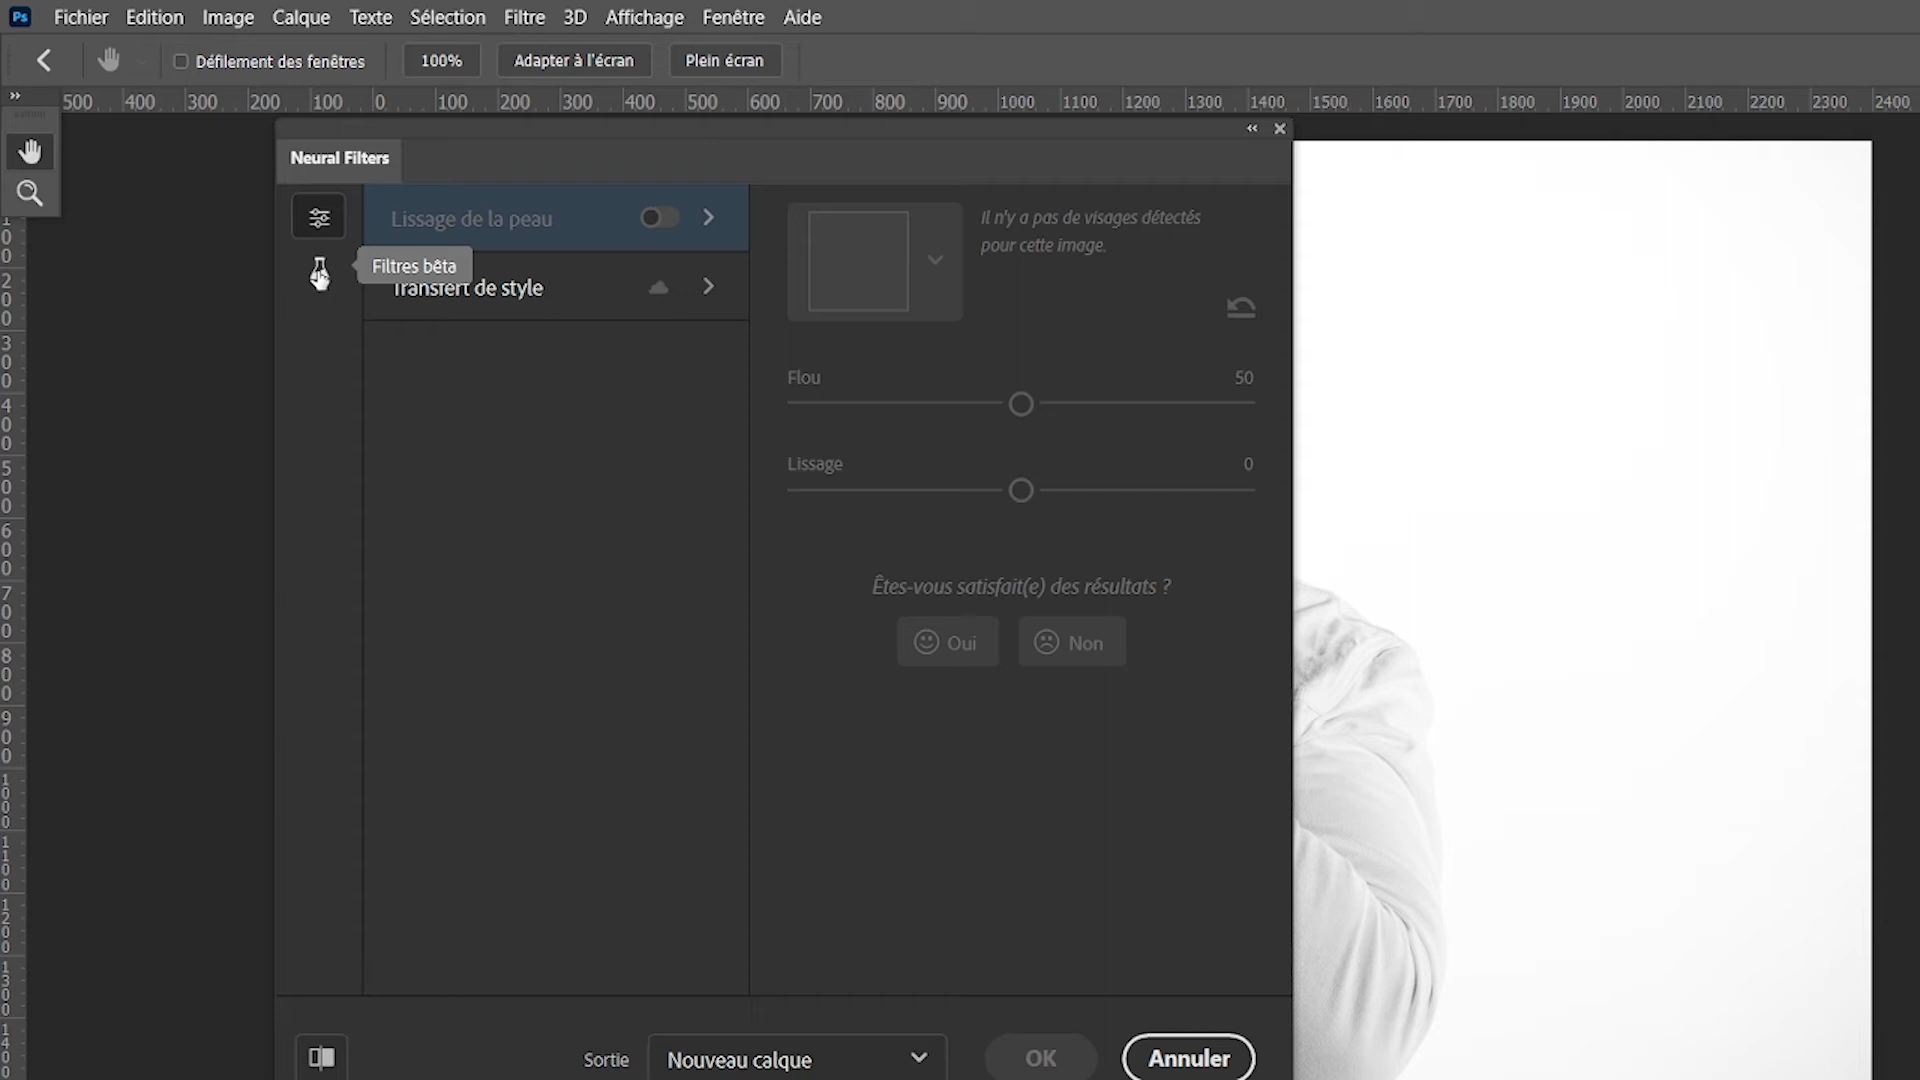 Ps Fichier Edition Image Calque Texte Sélection Filtre 3D Affichage Fenêtre Aide
Défilement des fenêtres 100% Adapter à l'écran Plein écran
500 400 300 200 100 0 100 200 300 400 500 600 700 800 900 1000 1100 1200 1300 1400 1500 1600 1700 1800 1900 2000 2100 2200 2300 2400
Neural Filters
Lissage de la peau
Il n'y a pas de visages détectés
pour cette image.
Filtres bêta
Transfert de style
Flou 50
Lissage 0
Êtes-vous satisfait(e) des résultats ?
Oui Non
Sortie Nouveau calque OK Annuler